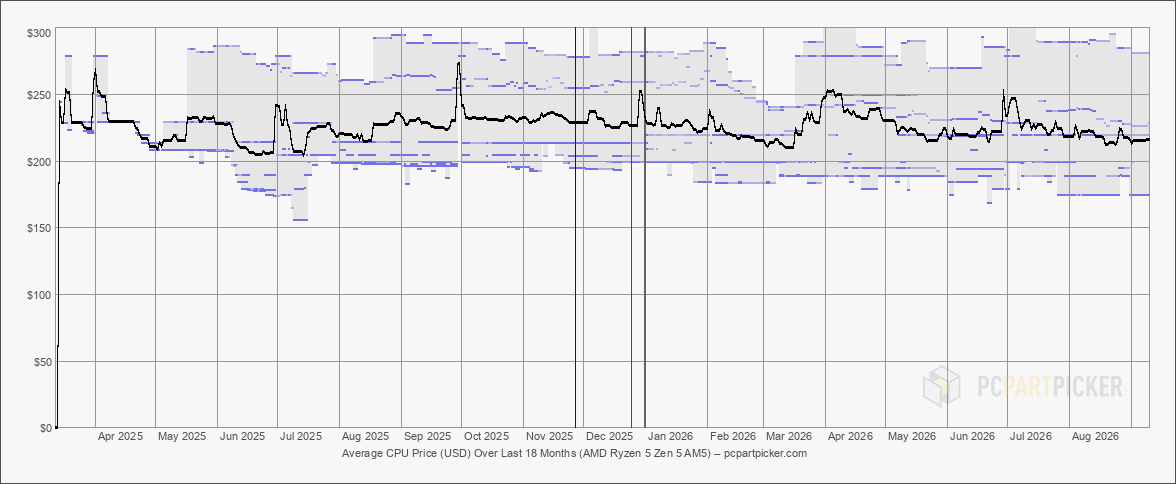 $300
$250
$200
$150
$100
$50
$0
Apr 2025 May 2025 Jun 2025 Jul 2025 Aug 2025 Sep 2025 Oct 2025 Nov 2025 Dec 2025 Jan 2026 Feb 2026 Mar 2026 Apr 2026 May 2026 Jun 2026 Jul 2026 Aug 2026
Average CPU Price (USD) Over Last 18 Months (AMD Ryzen 5 Zen 5 AM5) – pcpartpicker.com
PCPARTPICKER